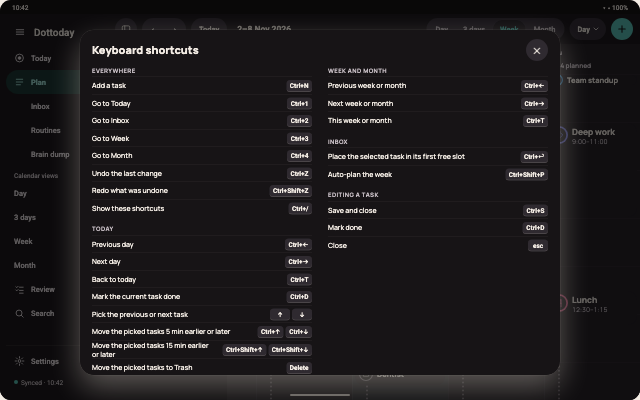 10:42
100%
Dottoday
Today
2–8 Nov 2026
Day
3 days
Week
Month
Day
Today
Plan
Inbox
Routines
Brain dump
Calendar views
Day
3 days
Week
Month
Review
Search
Settings
Synced · 10:42
Keyboard shortcuts
EVERYWHERE
Add a task Ctrl+N
Go to Today Ctrl+1
Go to Inbox Ctrl+2
Go to Week Ctrl+3
Go to Month Ctrl+4
Undo the last change Ctrl+Z
Redo what was undone Ctrl+Shift+Z
Show these shortcuts Ctrl+/
TODAY
Previous day Ctrl+←
Next day Ctrl+→
Back to today Ctrl+T
Mark the current task done Ctrl+D
Pick the previous or next task ↑ ↓
Move the picked tasks 5 min earlier or later Ctrl+↑ Ctrl+↓
Move the picked tasks 15 min earlier
or later Ctrl+Shift+↑ Ctrl+Shift+↓
Move the picked tasks to Trash Delete
WEEK AND MONTH
Previous week or month Ctrl+←
Next week or month Ctrl+→
This week or month Ctrl+T
INBOX
Place the selected task in its first free slot Ctrl+↵
Auto-plan the week Ctrl+Shift+P
EDITING A TASK
Save and close Ctrl+S
Mark done Ctrl+D
Close esc
4 planned
Team standup
Deep work
9:00–11:00
Lunch
12:30–1:15